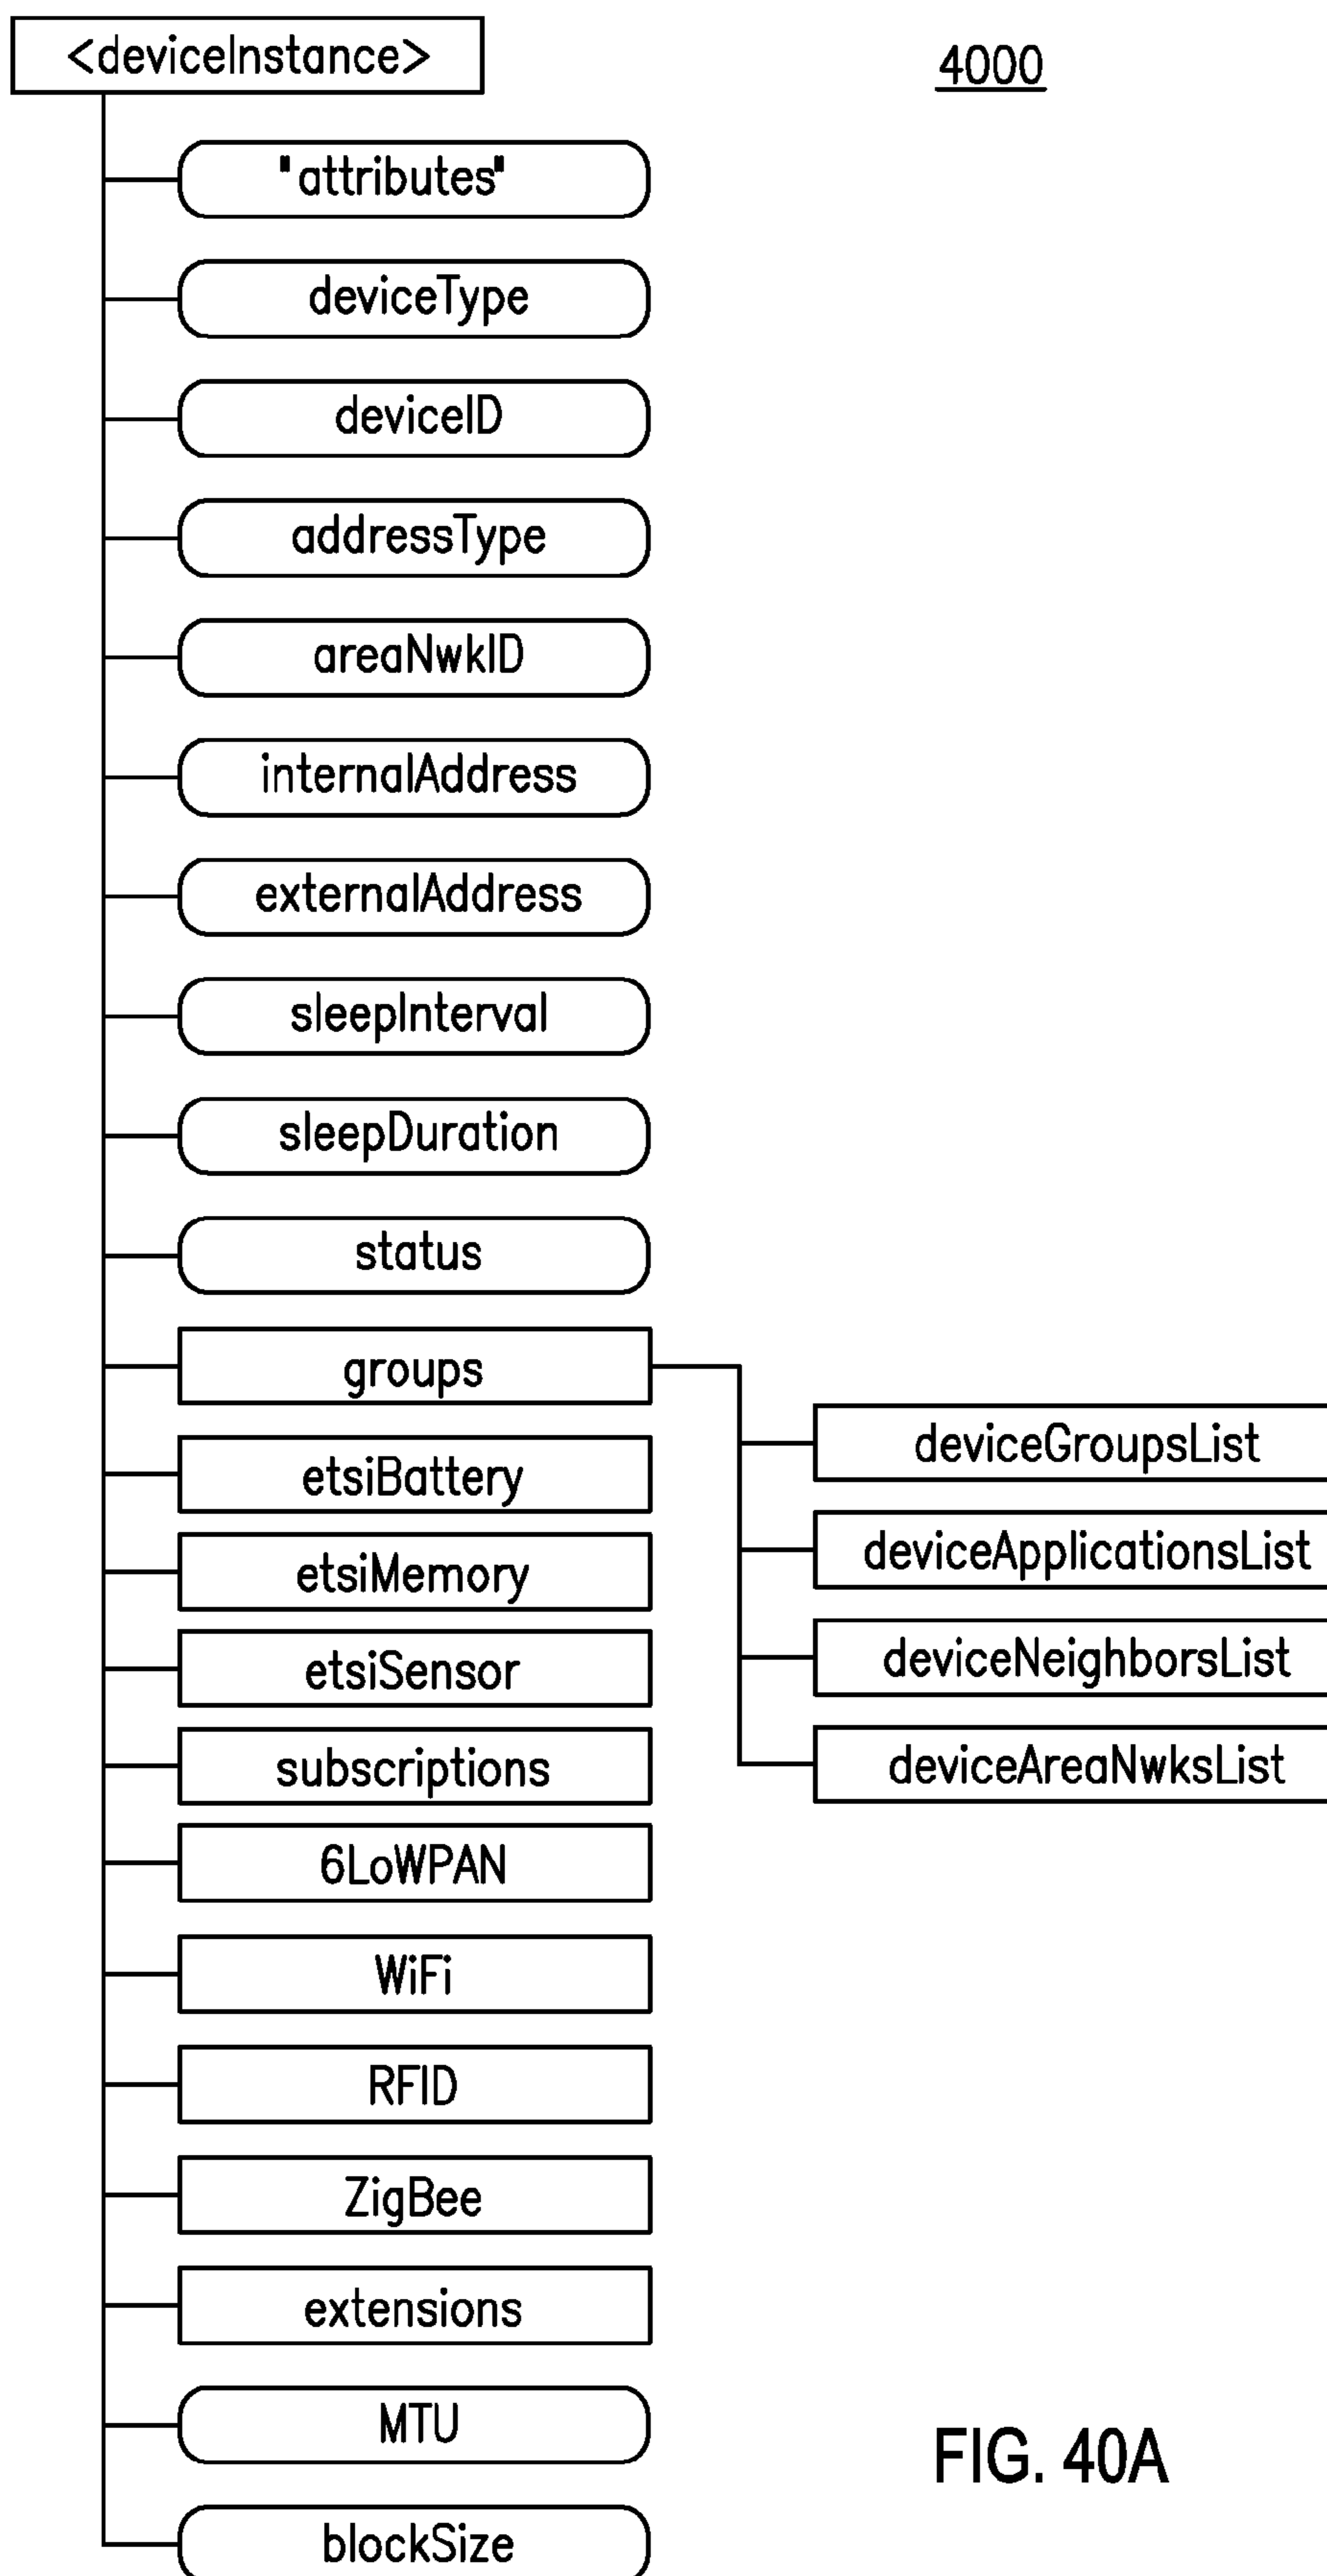 <deviceInstance>
4000
"attributes"
deviceType
deviceID
addressType
areaNwkID
internalAddress
externalAddress
sleepInterval
sleepDuration
status
groups
deviceGroupsList
etsiBattery
deviceApplicationsList
etsiMemory
deviceNeighborsList
etsiSensor
deviceAreaNwksList
subscriptions
6LoWPAN
WiFi
RFID
ZigBee
extensions
MTU
FIG. 40A
blockSize